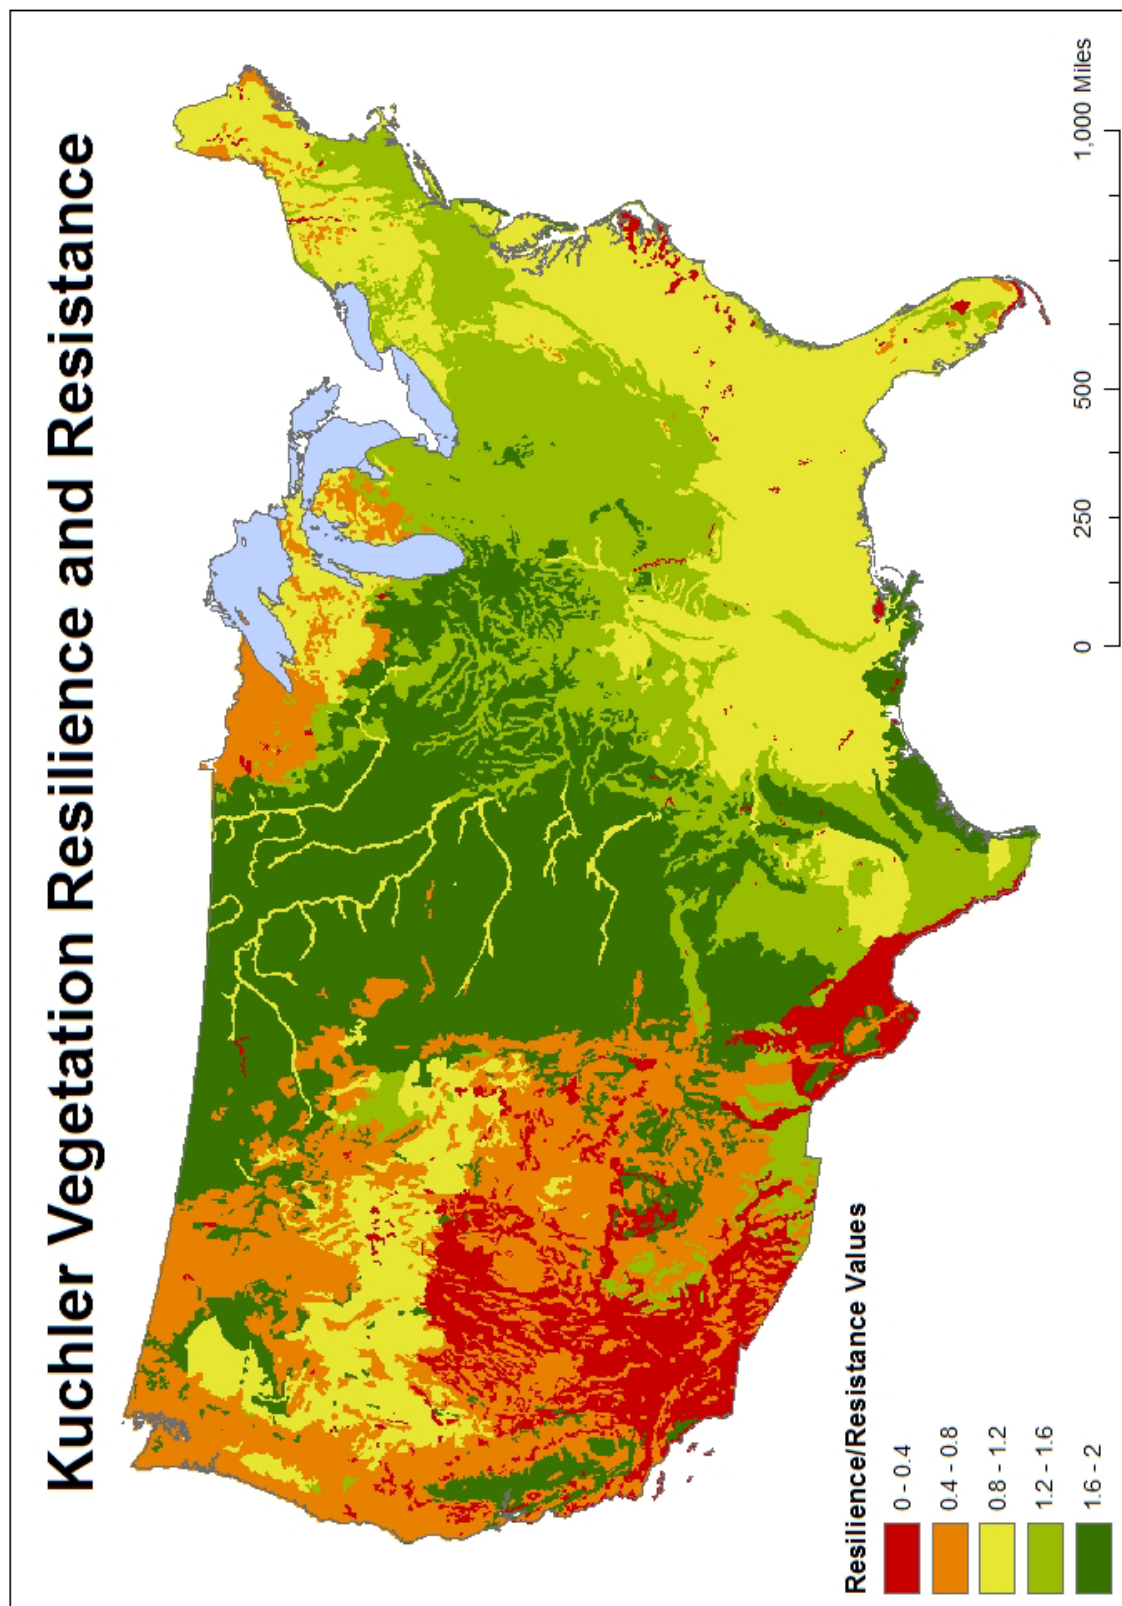 Kuchler Vegetation Resilience and Resistance
Resilience/Resistance Values
0 - 0.4
0.4 - 0.8
0.8 - 1.2
1.2 - 1.6
1.6 - 2
0 250 500 1,000 Miles